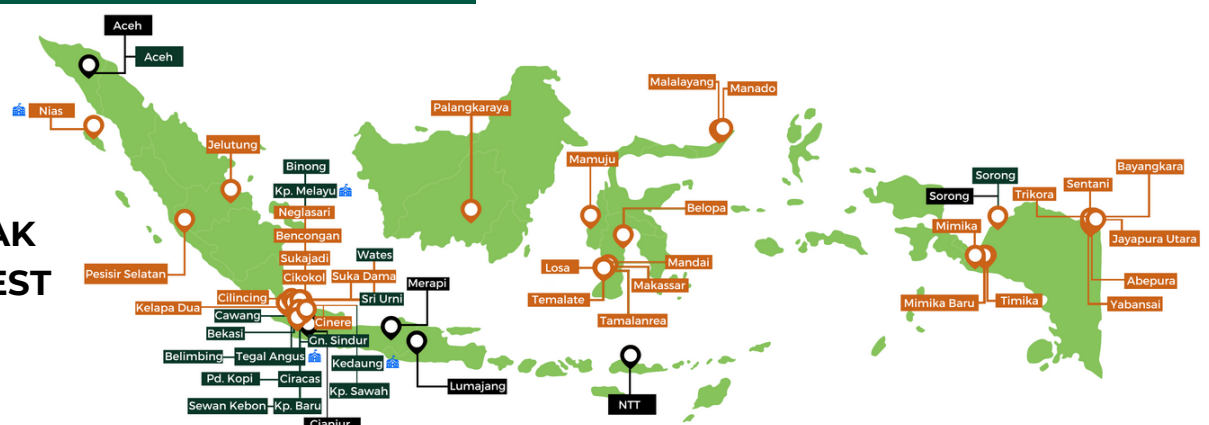 Aceh
Aceh
Nias
Jelutung
Binong
Kp. Melayu
Neglasari
Bencongan
Sukajadi
Cikokol
Wates
Suka Dama
Sri Urni
Pesisir Selatan
Kelapa Dua
Cilincing
Cawang
Bekasi
Cinere
Gn. Sindur
Belimbing
Tegal Angus
Kedaung
Pd. Kopi
Ciracas
Kp. Sawah
Sewan Kebon
Kp. Baru
Cianjur
AK
EST
Merapi
Lumajang
Palangkaraya
Malalayang
Manado
Mamuju
Belopa
Losa
Mandai
Makassar
Temalate
Tamalanrea
NTT
Sorong
Sorong
Mimika
Trikora
Sentani
Bayangkara
Jayapura Utara
Abepura
Yabansai
Mimika Baru
Timika